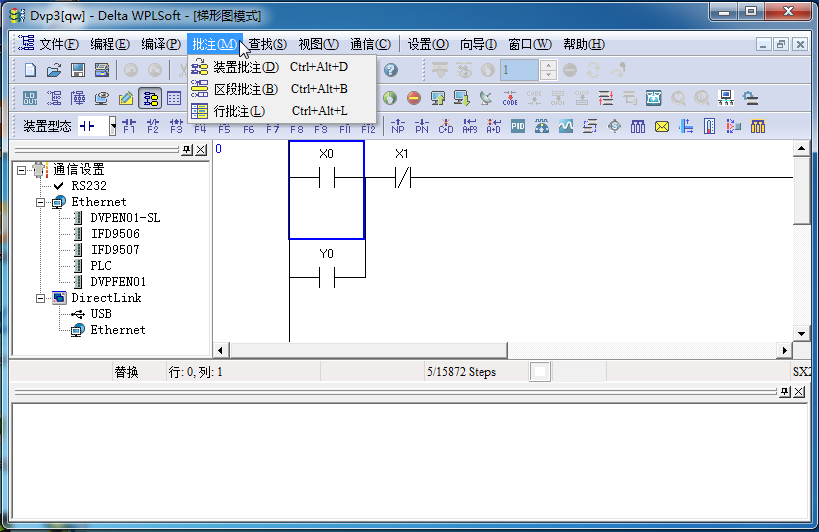 Dvp3[qw] - Delta WPLSoft - [梯形图模式]
文件(F) 编程(E) 编译(P) 批注(M) 查找(S) 视图(V) 通信(C) 设置(O) 向导(I) 窗口(W) 帮助(H)
装置批注(D) Ctrl+Alt+D
区段批注(B) Ctrl+Alt+B
行批注(L) Ctrl+Alt+L
1
CODE CODE
装置型态 F1 F2 F3 F4 F5 F6 F7 F8 F9 F11 F12 NP PN PID
通信设置
RS232
Ethernet
DVPEN01-SL
IFD9506
IFD9507
PLC
DVPFEN01
DirectLink
USB
Ethernet
0
X0 X1
Y0
替换 行: 0, 列: 1 5/15872 Steps SX2